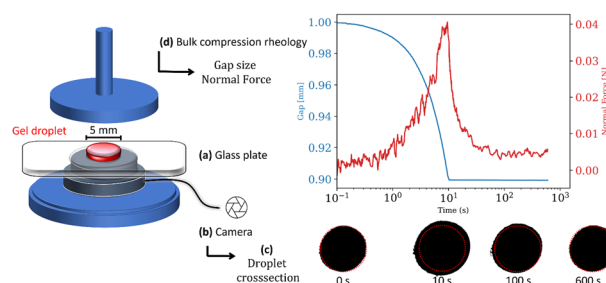 (d) Bulk compression rheology
Gap size
Normal Force
Gel droplet
5 mm
(a) Glass plate
(b) Camera
(c)
Droplet
crosssection
1.00
0.98
0.96
0.94
0.92
0.90
Gap [mm]
10⁻¹
10⁰
10¹
10²
10³
Time (s)
0.04
0.03
0.02
0.01
0.00
Normal Force [N]
0 s
10 s
100 s
600 s